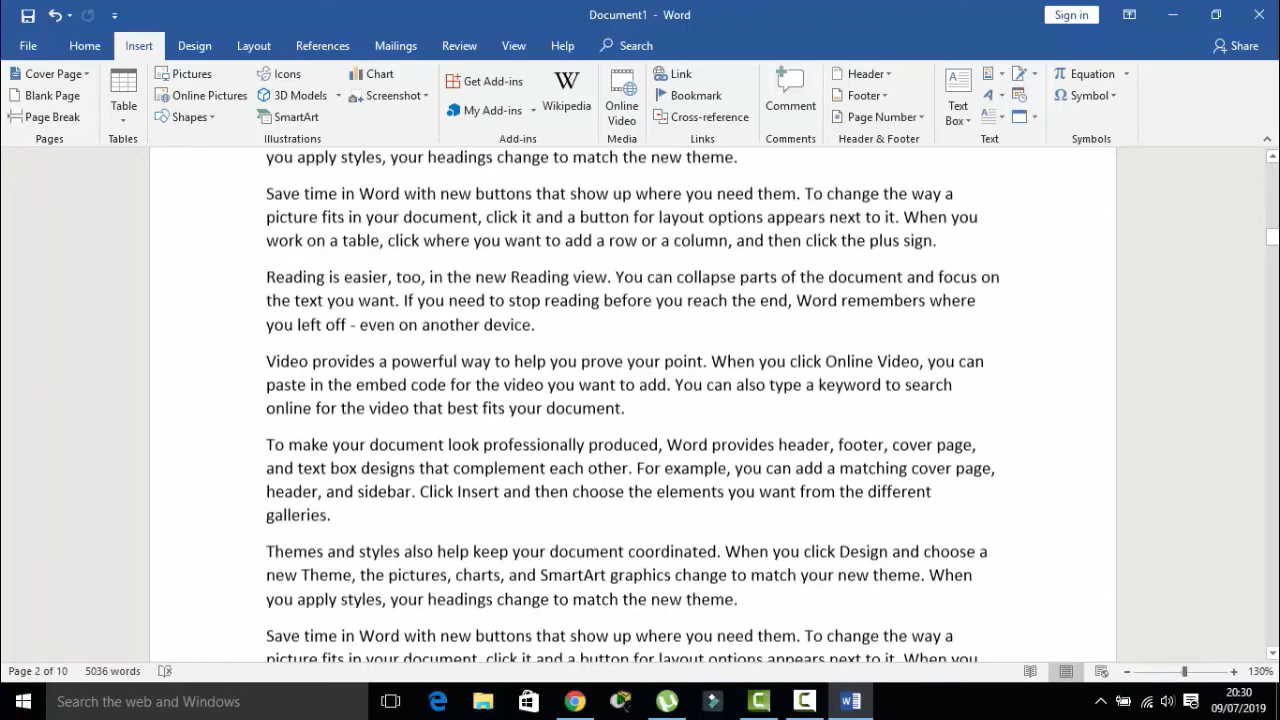 Document1 - Word
Sign in
File Home Insert Design Layout References Mailings Review View Help Search Share
Cover Page
Blank Page
Page Break
Pages
Table
Tables
Pictures
Online Pictures
Shapes
Icons
3D Models
SmartArt
Chart
Screenshot
Illustrations
Get Add-ins
My Add-ins
W
Wikipedia
Add-ins
Online
Video
Media
Link
Bookmark
Cross-reference
Links
Comment
Comments
Header
Footer
Page Number
Header & Footer
Text
Box
Text
π Equation
Ω Symbol
Symbols
you apply styles, your headings change to match the new theme.
Save time in Word with new buttons that show up where you need them. To change the way a
picture fits in your document, click it and a button for layout options appears next to it. When you
work on a table, click where you want to add a row or a column, and then click the plus sign.
Reading is easier, too, in the new Reading view. You can collapse parts of the document and focus on
the text you want. If you need to stop reading before you reach the end, Word remembers where
you left off - even on another device.
Video provides a powerful way to help you prove your point. When you click Online Video, you can
paste in the embed code for the video you want to add. You can also type a keyword to search
online for the video that best fits your document.
To make your document look professionally produced, Word provides header, footer, cover page,
and text box designs that complement each other. For example, you can add a matching cover page,
header, and sidebar. Click Insert and then choose the elements you want from the different
galleries.
Themes and styles also help keep your document coordinated. When you click Design and choose a
new Theme, the pictures, charts, and SmartArt graphics change to match your new theme. When
you apply styles, your headings change to match the new theme.
Save time in Word with new buttons that show up where you need them. To change the way a
picture fits in your document, click it and a button for layout options appears next to it. When you
Page 2 of 10 5036 words
130%
Search the web and Windows
20:30
09/07/2019